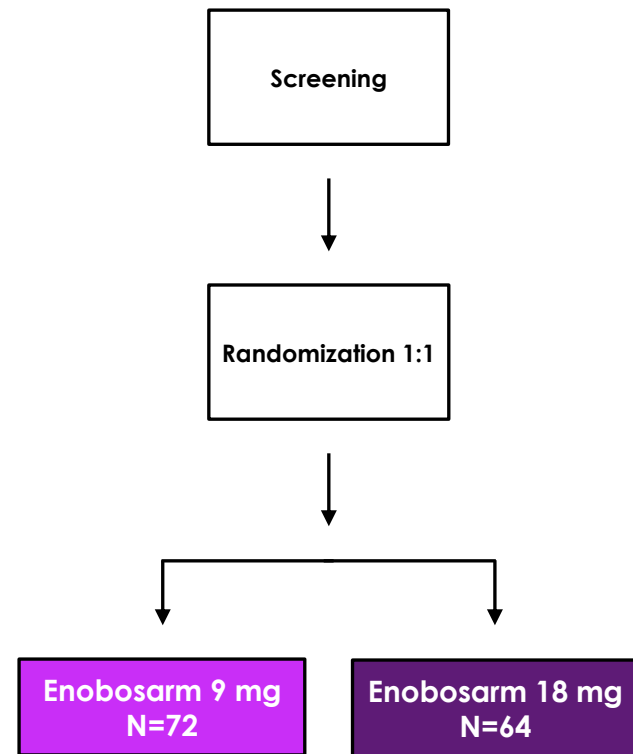 Screening
Randomization 1:1
Enobosarm 9 mg
N=72
Enobosarm 18 mg
N=64